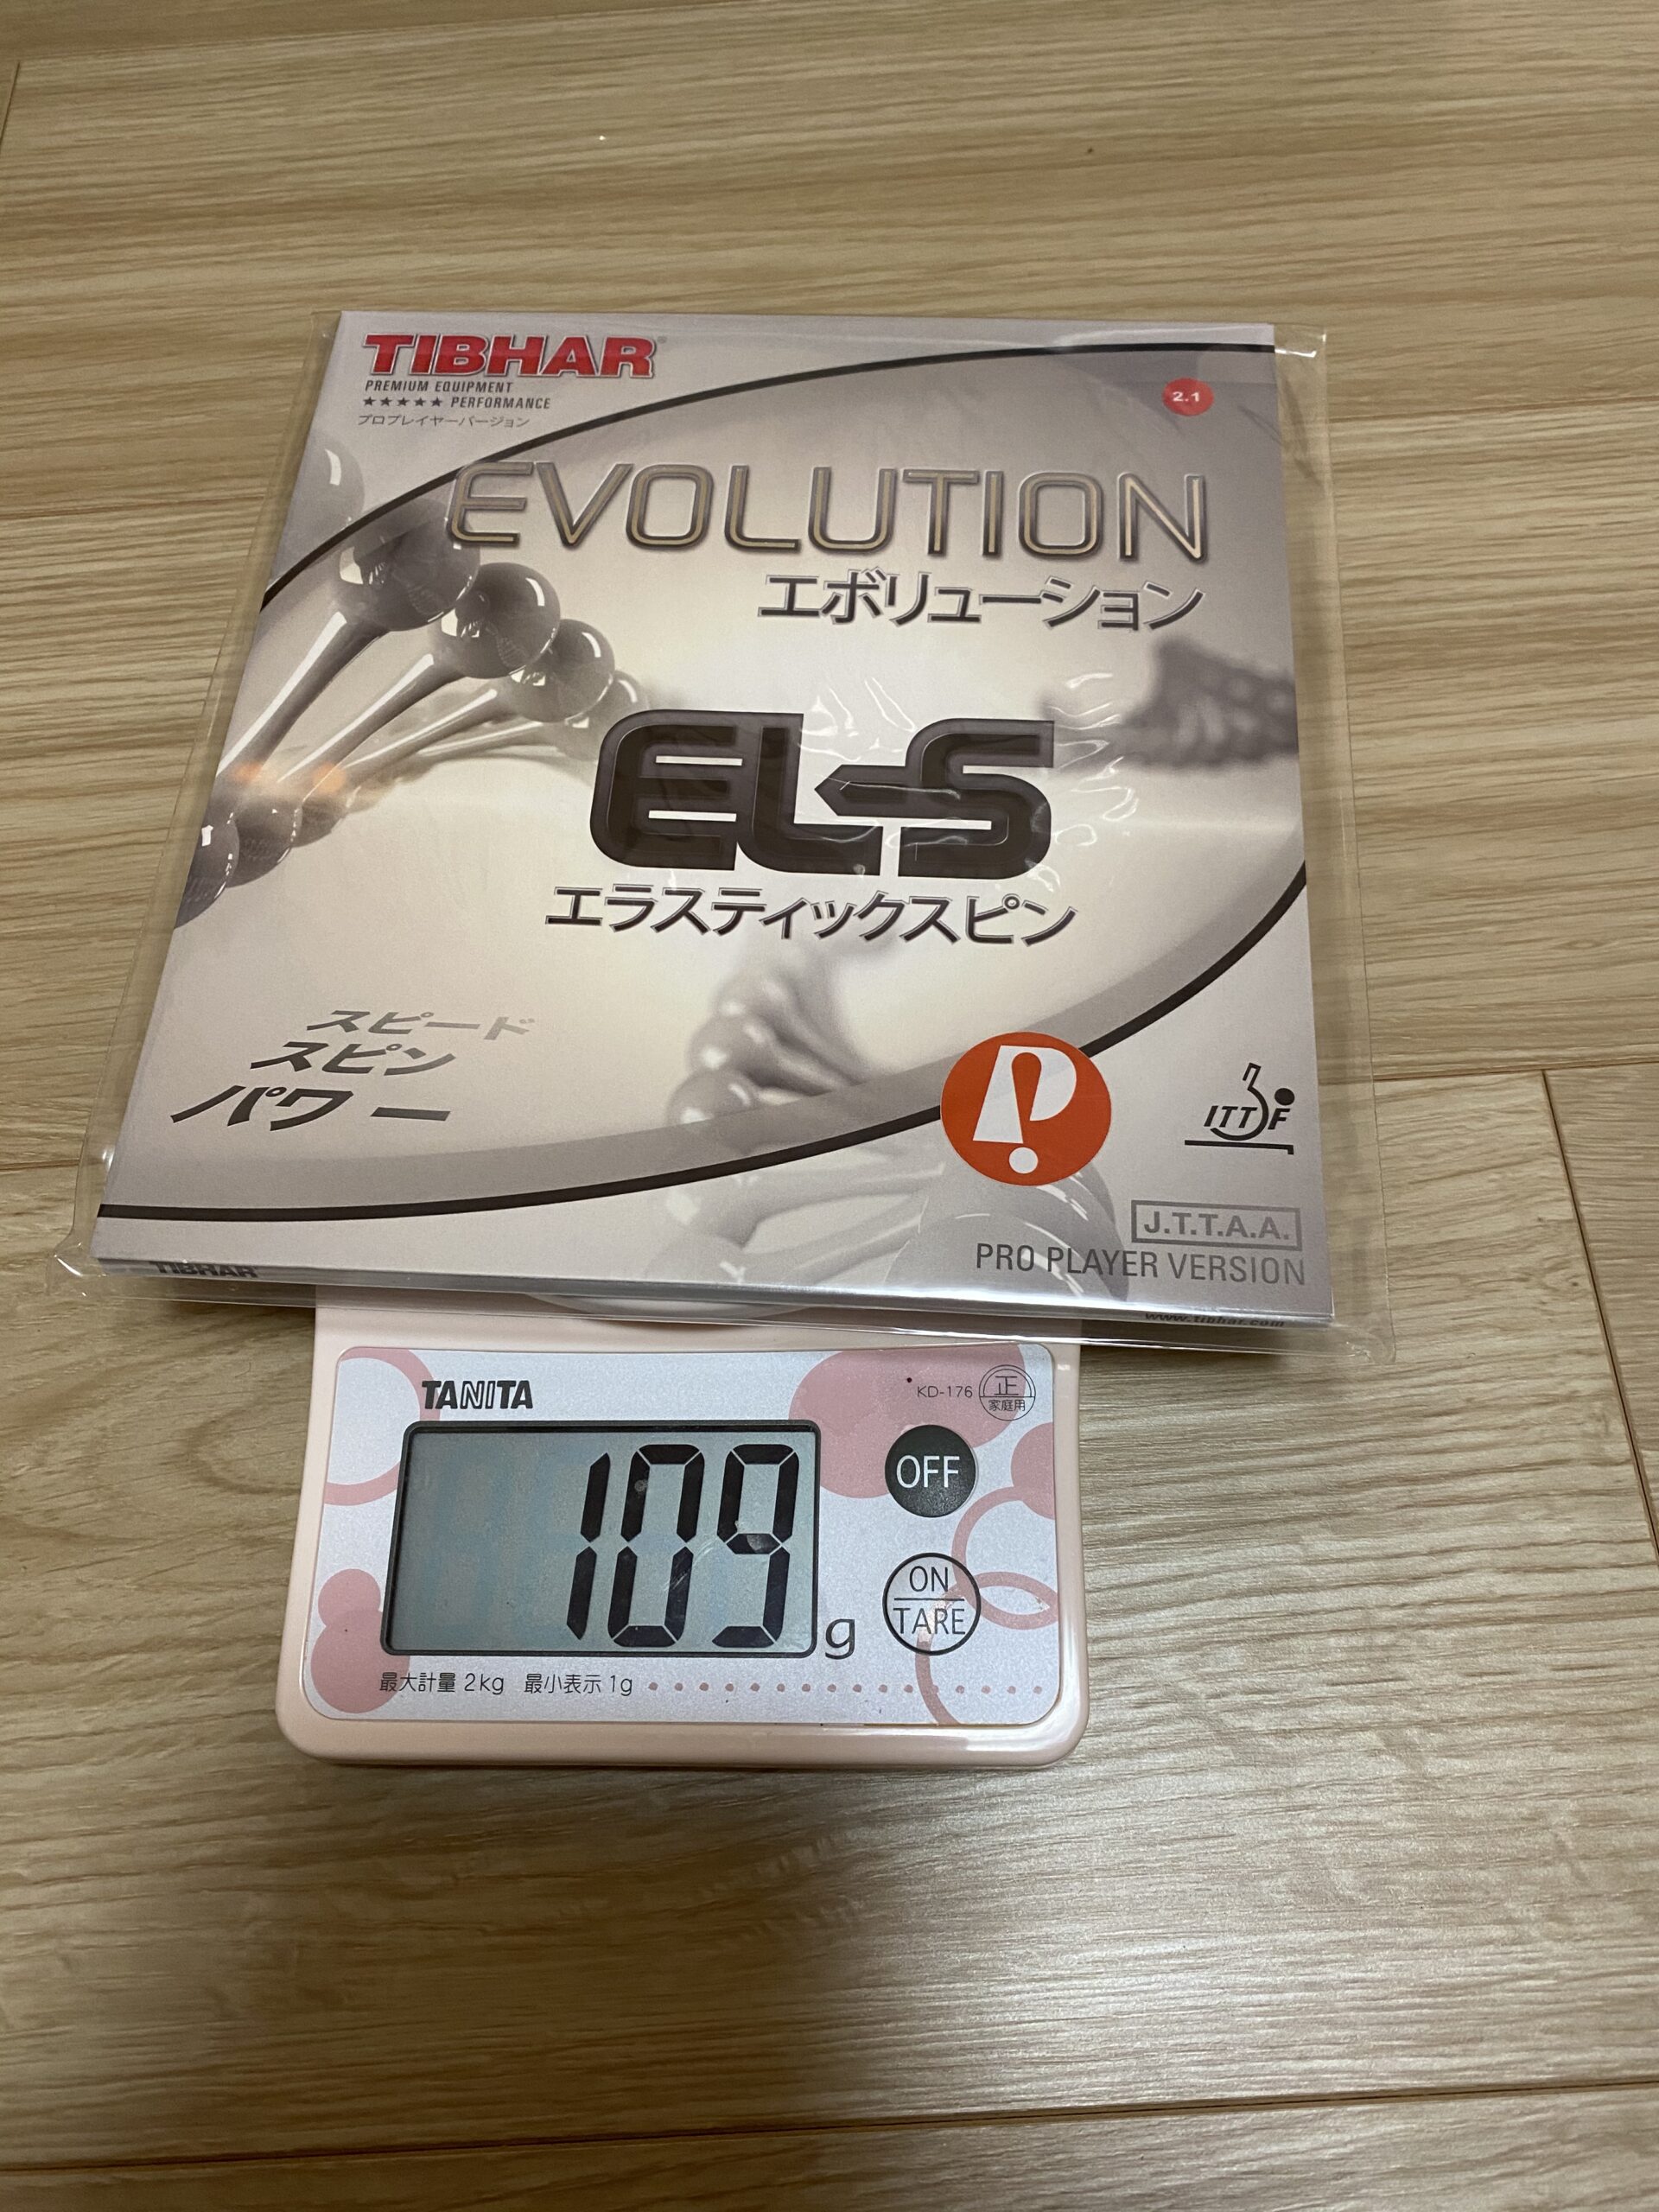 TIBHAR
PREMIUM EQUIPMENT
★★★★★ PERFORMANCE
プロプレイヤーバージョン
2.1
EVOLUTION
エボリューション
EL-S
エラスティックスピン
スピード
スピン
パワー
ITTF
J.T.T.A.A.
PRO PLAYER VERSION
TIBHAR
www.tibhar.com
TANITA
KD-176
正
家庭用
109
g
OFF
ON
TARE
最大計量 2kg 最小表示 1g